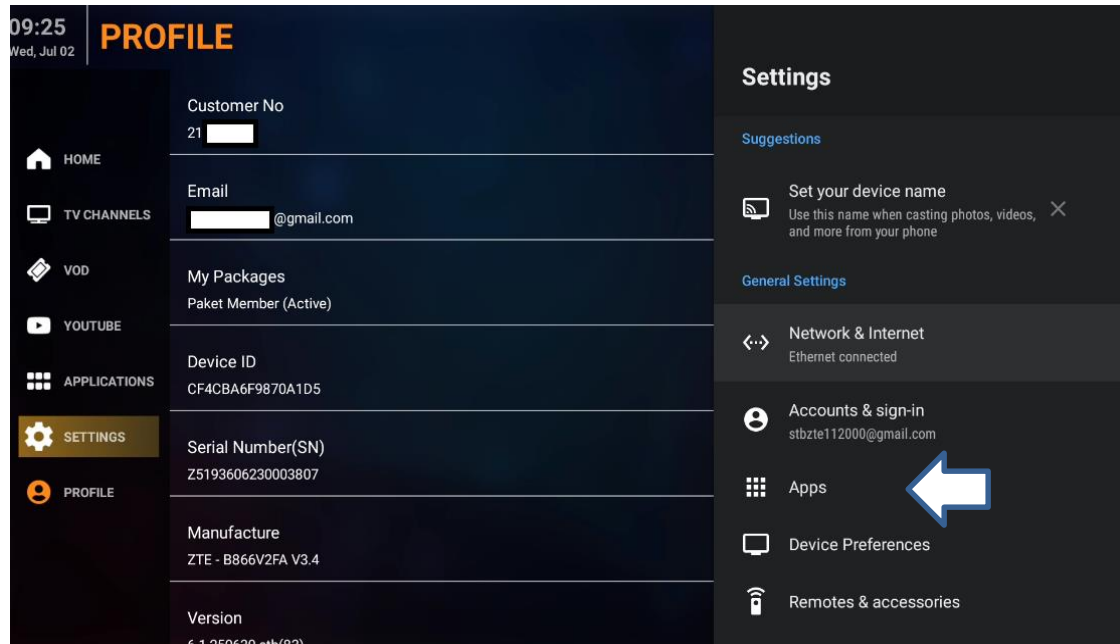 09:25
Wed, Jul 02
PROFILE
HOME
TV CHANNELS
VOD
YOUTUBE
APPLICATIONS
SETTINGS
PROFILE
Customer No
21
Email
@gmail.com
My Packages
Paket Member (Active)
Device ID
CF4CBA6F9870A1D5
Serial Number(SN)
Z5193606230003807
Manufacture
ZTE - B866V2FA V3.4
Version
Settings
Suggestions
Set your device name
Use this name when casting photos, videos,
and more from your phone
General Settings
Network & Internet
Ethernet connected
Accounts & sign-in
stbzte112000@gmail.com
Apps
Device Preferences
Remotes & accessories